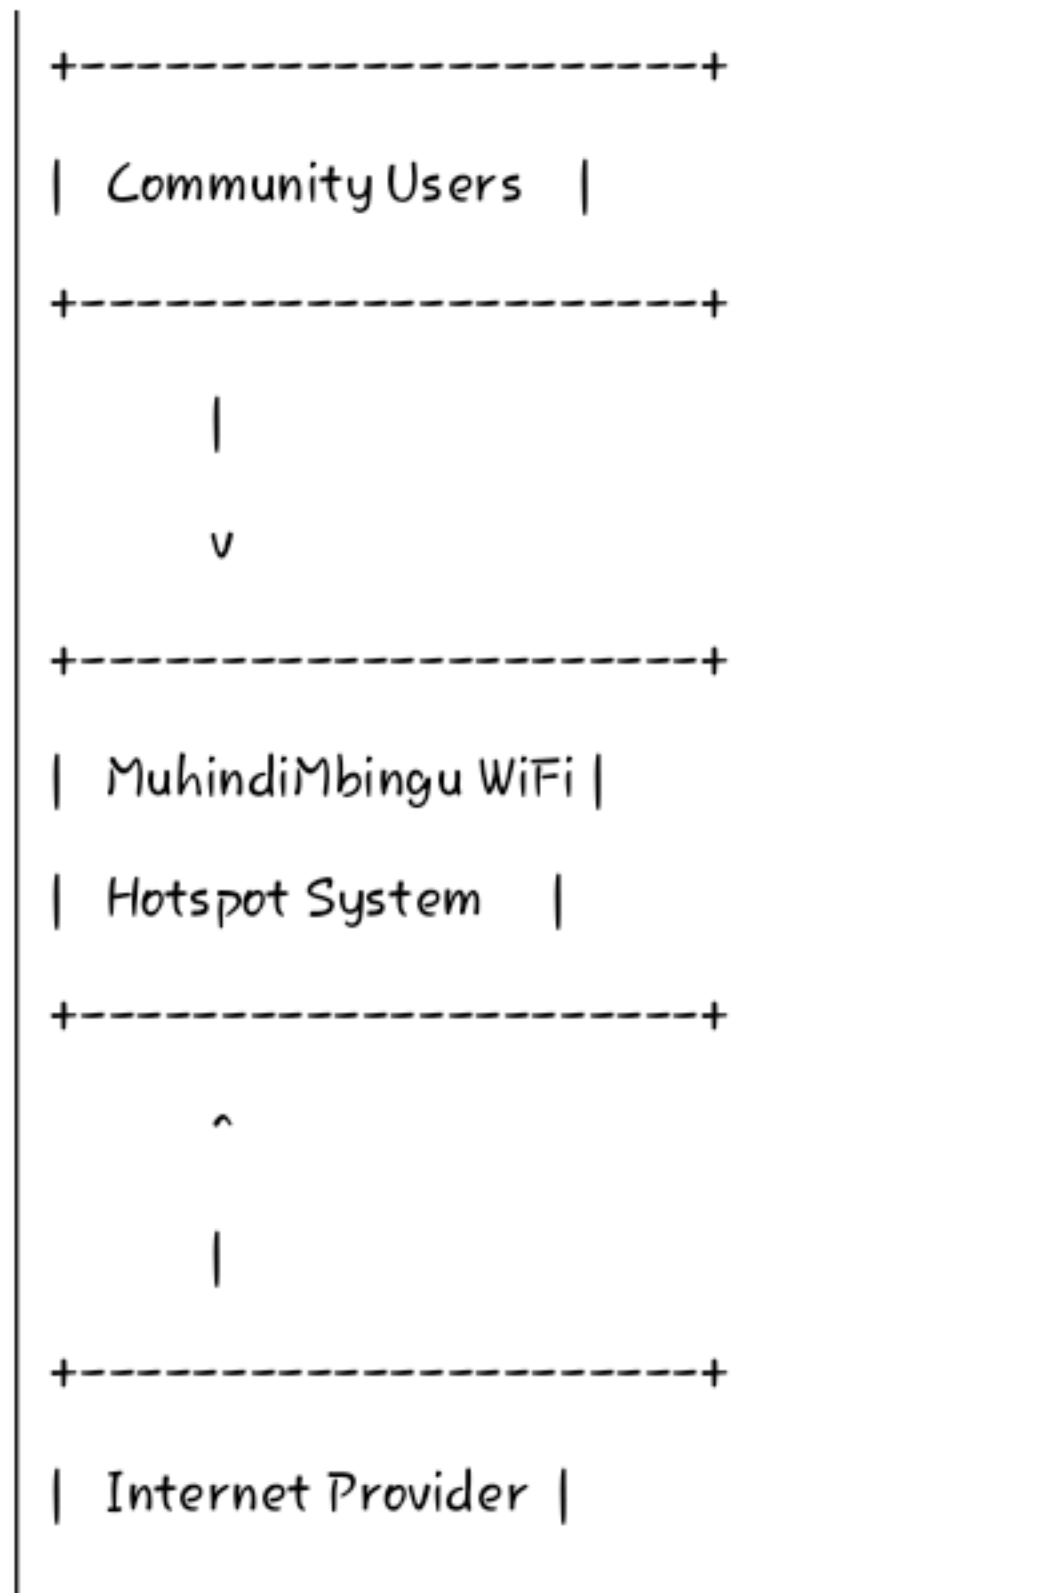 +----------------------+
|   Community Users    |
+----------------------+
|
v
+----------------------+
|   MuhindiMbingu WiFi |
|   Hotspot System     |
+----------------------+
^
|
+----------------------+
|   Internet Provider  |